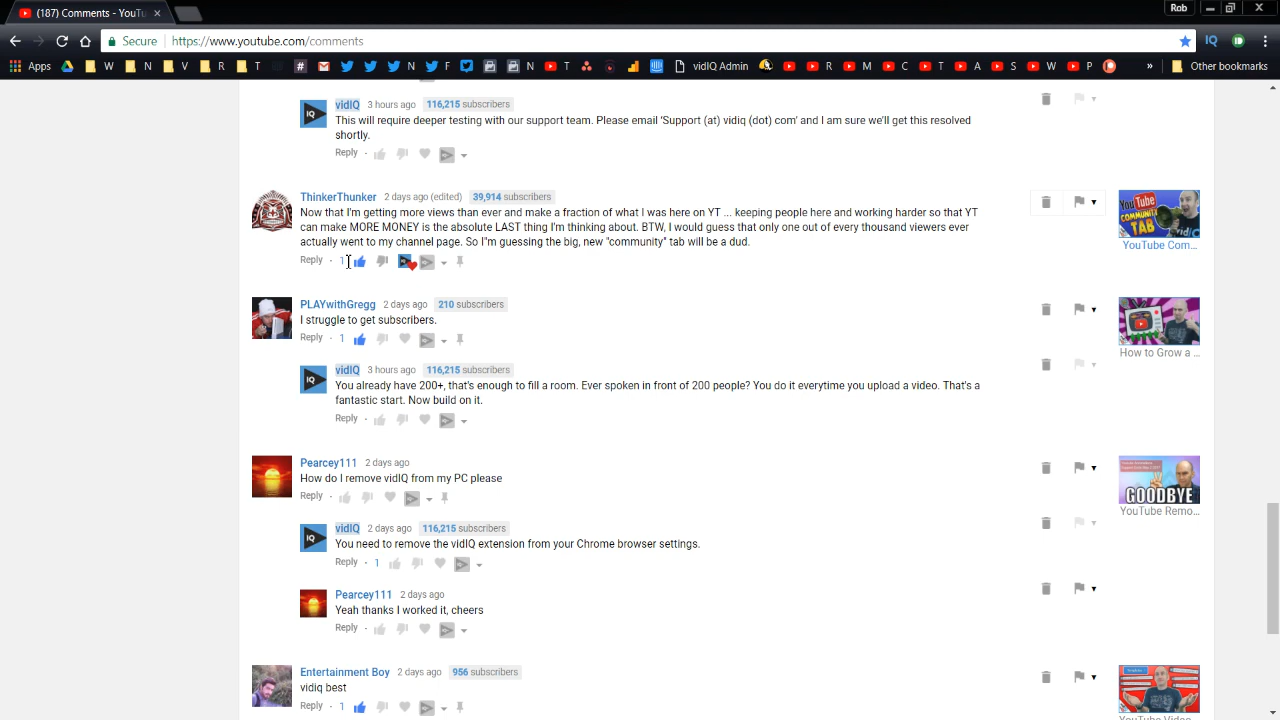 (187) Comments - YouTu
Rob
Secure https://www.youtube.com/comments
IQ
Apps W N V R T # T N F N T vidIQ Admin R M C T A S W P » Other bookmarks
vidIQ 3 hours ago 116,215 subscribers
This will require deeper testing with our support team. Please email 'Support (at) vidiq (dot) com' and I am sure we'll get this resolved
shortly.
Reply ·
ThinkerThunker 2 days ago (edited) 39,914 subscribers
Now that I'm getting more views than ever and make a fraction of what I was here on YT ... keeping people here and working harder so that YT
can make MORE MONEY is the absolute LAST thing I'm thinking about. BTW, I would guess that only one out of every thousand viewers ever
actually went to my channel page. So I"m guessing the big, new "community" tab will be a dud.
Reply · 1
YouTube
COMMUNITY
TAB
YouTube Com...
PLAYwithGregg 2 days ago 210 subscribers
I struggle to get subscribers.
Reply · 1
How to Grow a ...
vidIQ 3 hours ago 116,215 subscribers
You already have 200+, that's enough to fill a room. Ever spoken in front of 200 people? You do it everytime you upload a video. That's a
fantastic start. Now build on it.
Reply ·
Pearcey111 2 days ago
How do I remove vidIQ from my PC please
Reply ·
GOODBYE
YouTube Remo...
vidIQ 2 days ago 116,215 subscribers
You need to remove the vidIQ extension from your Chrome browser settings.
Reply · 1
Pearcey111 2 days ago
Yeah thanks I worked it, cheers
Reply ·
Entertainment Boy 2 days ago 956 subscribers
vidiq best
Reply · 1
YouTube Video